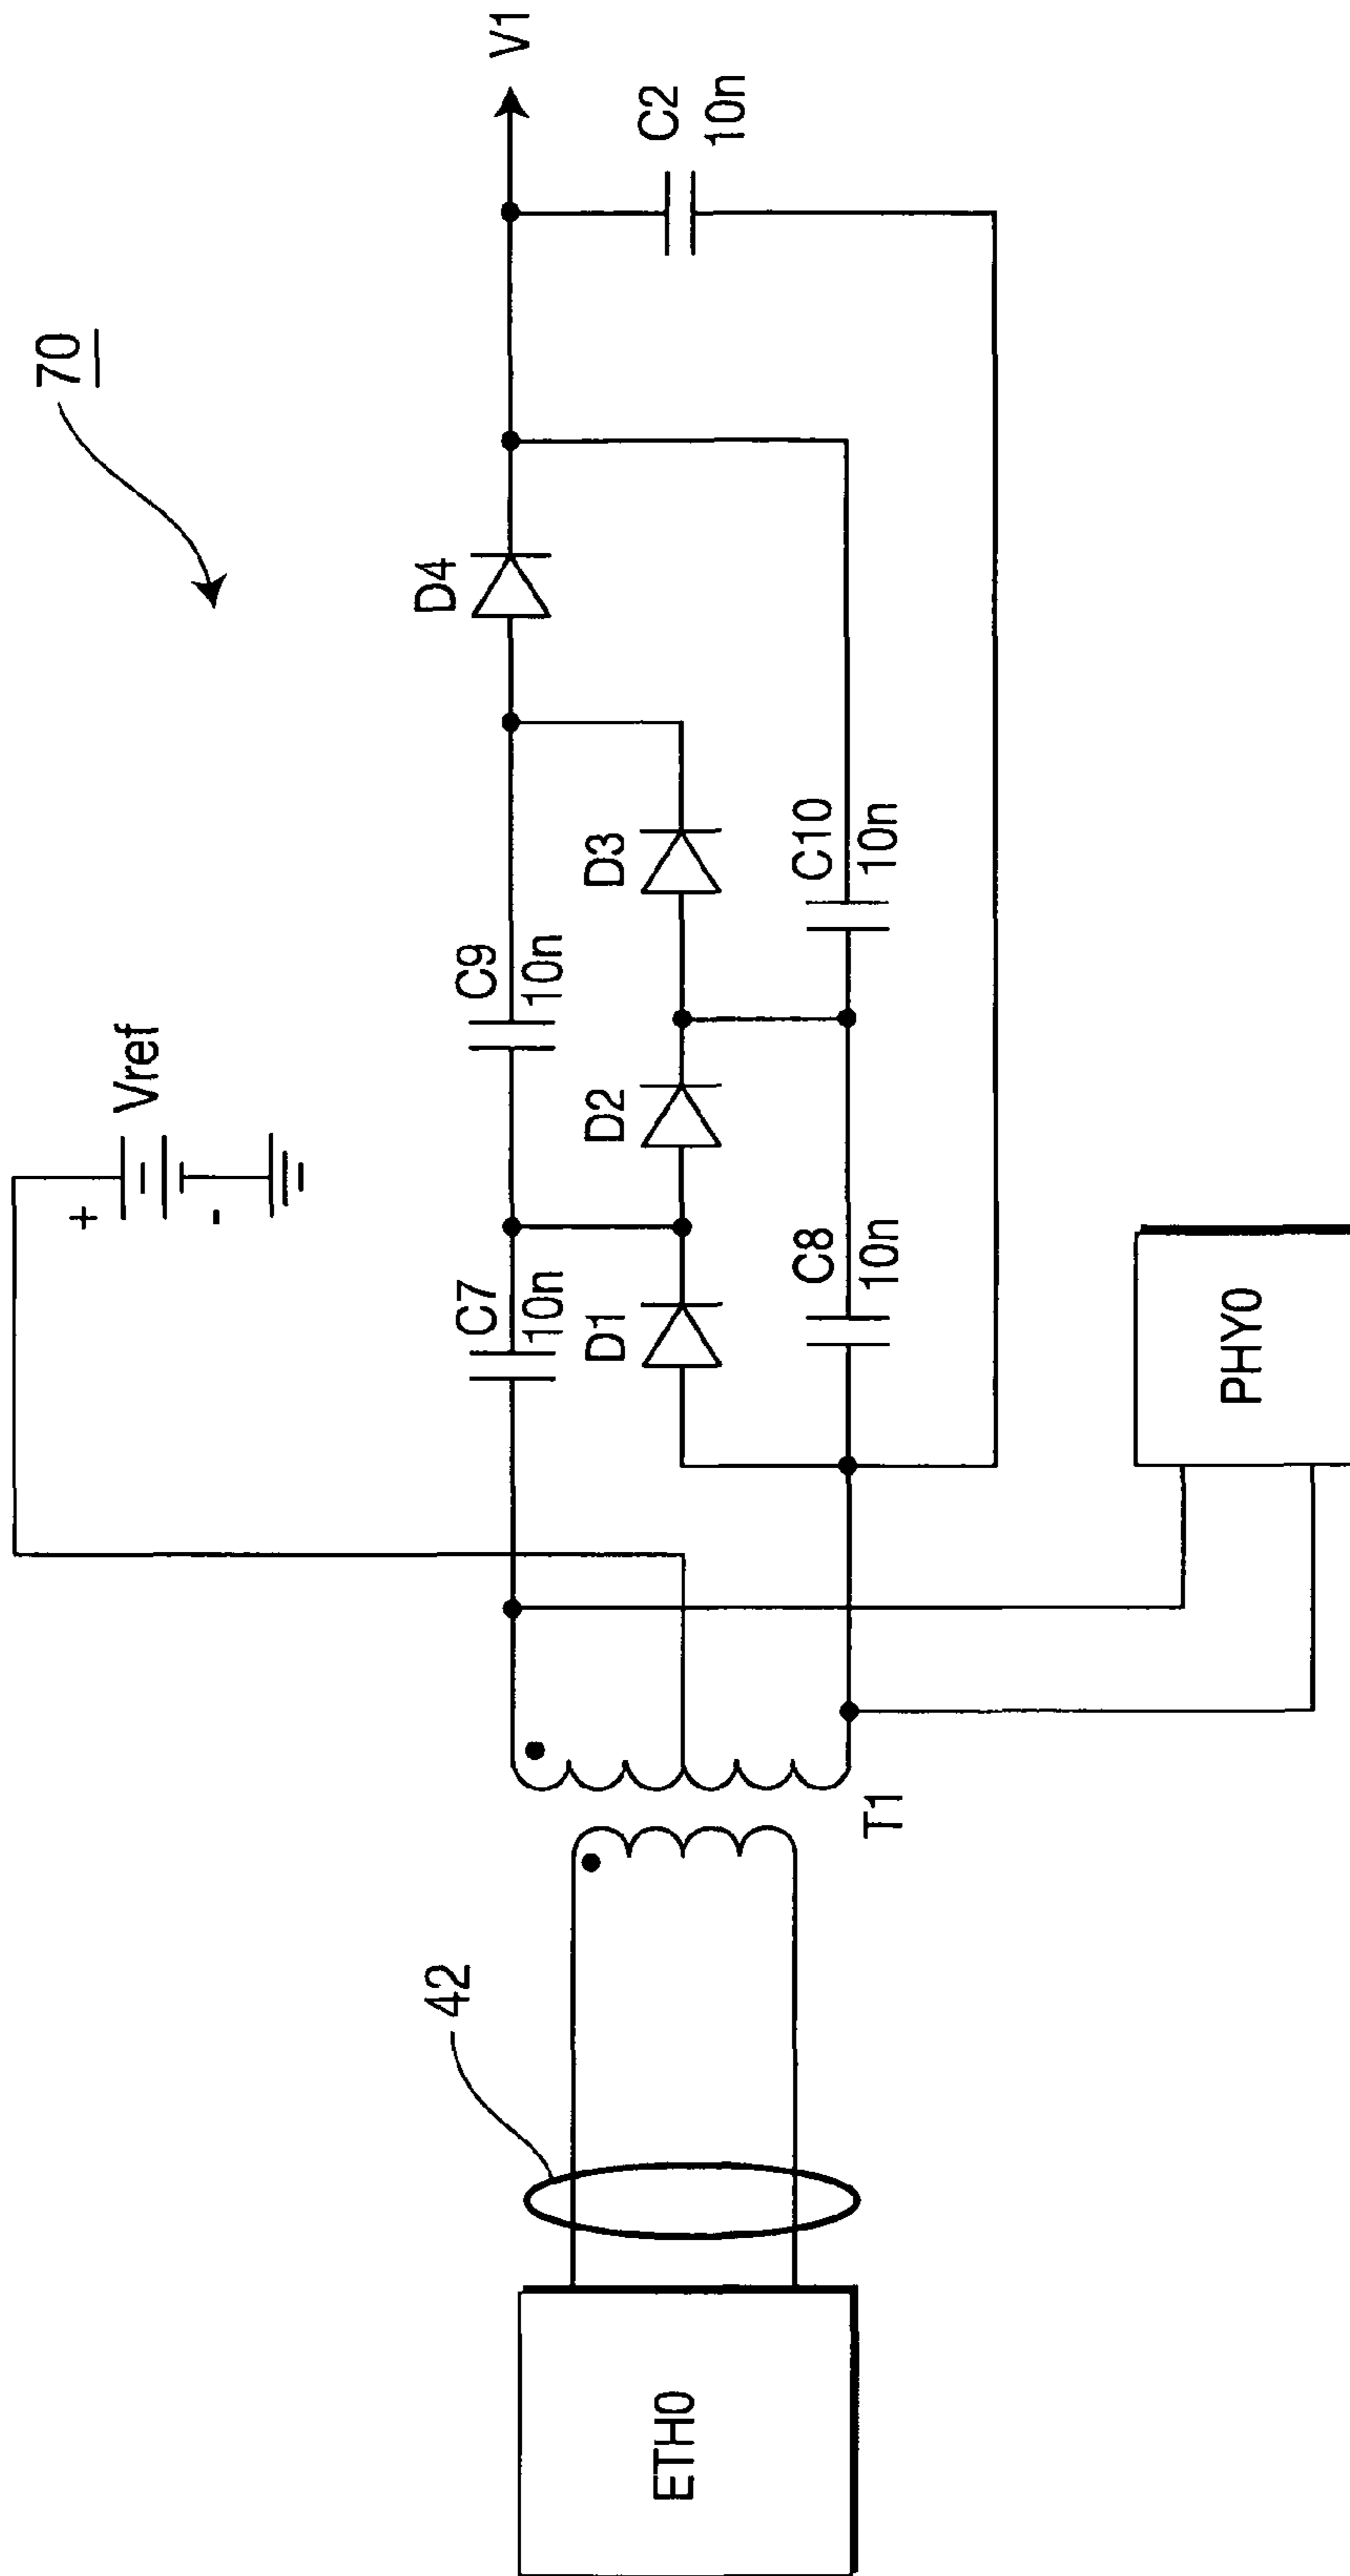 70
Vref
+
-
42
ETH0
T1
C7
10n
C9
10n
D4
V1
D1
D2
D3
C2
10n
C8
10n
C10
10n
PHY0